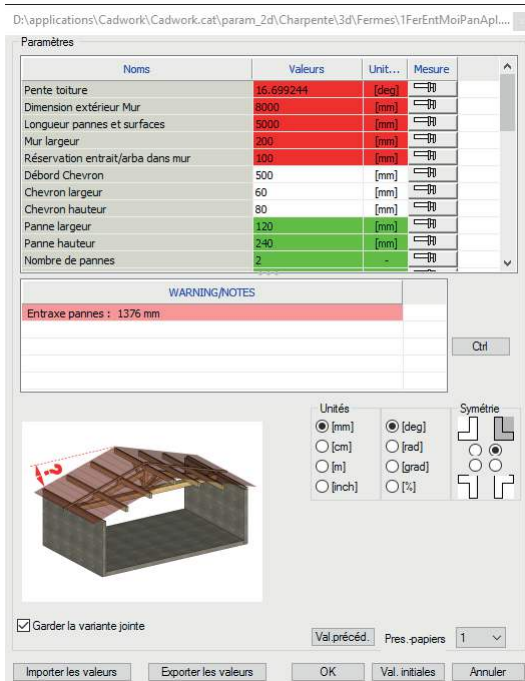 D:\applications\Cadwork\Cadwork.cat\param_2d\Charpente\3d\Fermes\1FerEntMoiPanApl....
Paramètres
Noms Valeurs Unit... Mesure
Pente toiture 16.699244 [deg]
Dimension extérieur Mur 8000 [mm]
Longueur pannes et surfaces 5000 [mm]
Mur largeur 200 [mm]
Réservation entrait/arba dans mur 100 [mm]
Débord Chevron 500 [mm]
Chevron largeur 60 [mm]
Chevron hauteur 80 [mm]
Panne largeur 120 [mm]
Panne hauteur 240 [mm]
Nombre de pannes 2 -
WARNING/NOTES
Entraxe pannes : 1376 mm
Ctrl
Unités Symétrie
[mm] [deg]
[cm] [rad]
[m] [grad]
[inch] [%]
-?
Garder la variante jointe
Val.précéd. Pres.-papiers 1
Importer les valeurs Exporter les valeurs OK Val. initiales Annuler